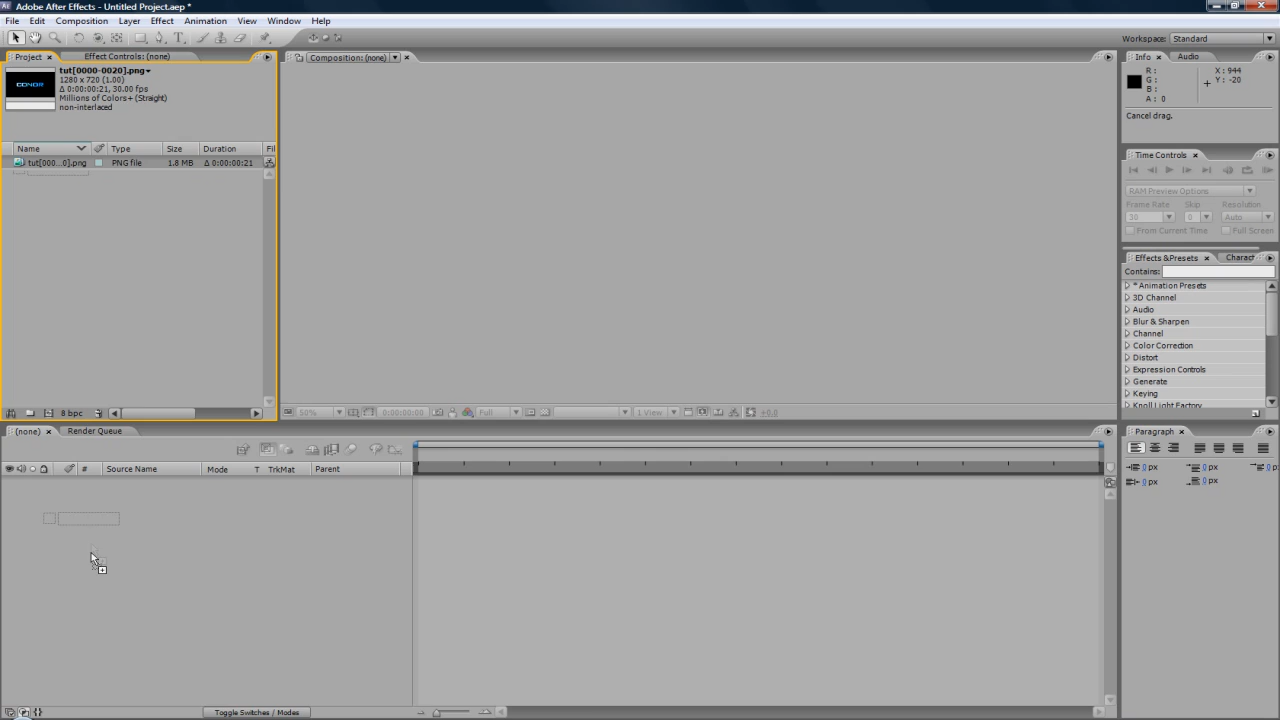 Adobe After Effects - Untitled Project.aep *
File Edit Composition Layer Effect Animation View Window Help
Workspace: Standard
Project Effect Controls: (none)
tut[0000-0020].png
1280 x 720 (1.00)
Δ 0:00:00:21, 30.00 fps
Millions of Colors+ (Straight)
non-interlaced
CONOR
Name Type Size Duration Fil
tut[000...0].png PNG file 1.8 MB Δ 0:00:00:21
8 bpc
Composition: (none)
50% 0:00:00:00 Full 1 View +0.0
Info Audio
R : X : 944
G : Y : -20
B :
A : 0
Cancel drag.
Time Controls
RAM Preview Options
Frame Rate Skip Resolution
30 0 Auto
From Current Time Full Screen
Effects & Presets Charact
Contains:
* Animation Presets
3D Channel
Audio
Blur & Sharpen
Channel
Color Correction
Distort
Expression Controls
Generate
Keying
Knoll Light Factory
(none) Render Queue
# Source Name Mode T TrkMat Parent
Toggle Switches / Modes
Paragraph
0 px 0 px 0 p
0 px 0 px